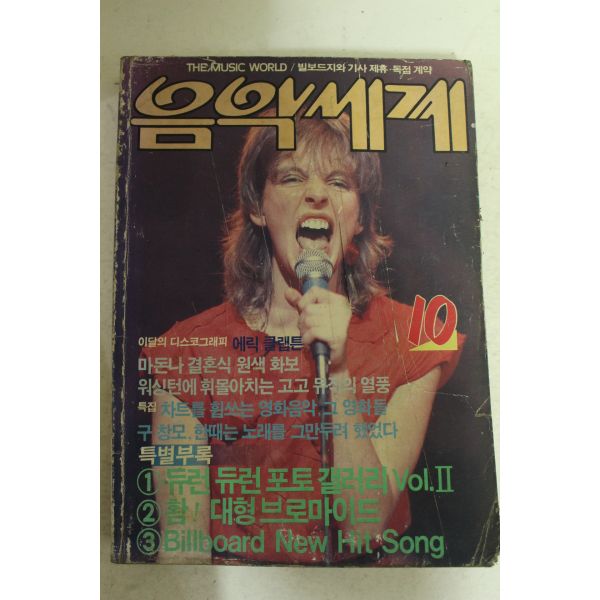 THE MUSIC WORLD / 빌보드지와 기사 제휴·독점 계약
음악세계
10
이달의 디스코그래피 에릭 클랩튼
마돈나 결혼식 원색 화보
워싱턴에 휘몰아치는 고고 뮤직의 열풍
특집 차트를 휩쓰는 영화음악, 그 영화들
구창모, 한때는 노래를 그만두려 했었다
특별부록
① 듀런 듀런 포토 갤러리 Vol.Ⅱ
② 왬! 대형 브로마이드
③ Billboard New Hit Song